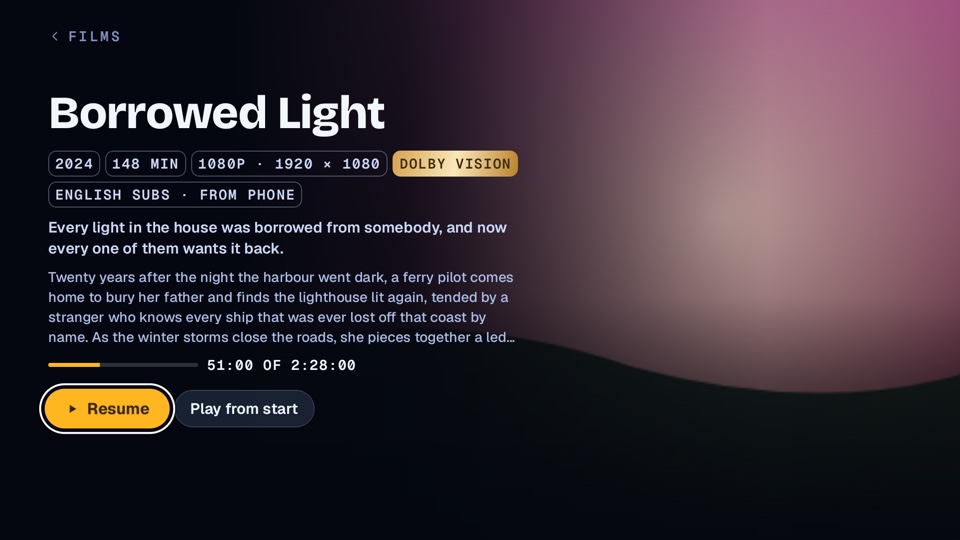 FILMS
Borrowed Light
2024 148 MIN 1080P · 1920 × 1080 DOLBY VISION
ENGLISH SUBS · FROM PHONE
Every light in the house was borrowed from somebody, and now
every one of them wants it back.
Twenty years after the night the harbour went dark, a ferry pilot comes
home to bury her father and finds the lighthouse lit again, tended by a
stranger who knows every ship that was ever lost off that coast by
name. As the winter storms close the roads, she pieces together a led…
51:00 OF 2:28:00
Resume Play from start